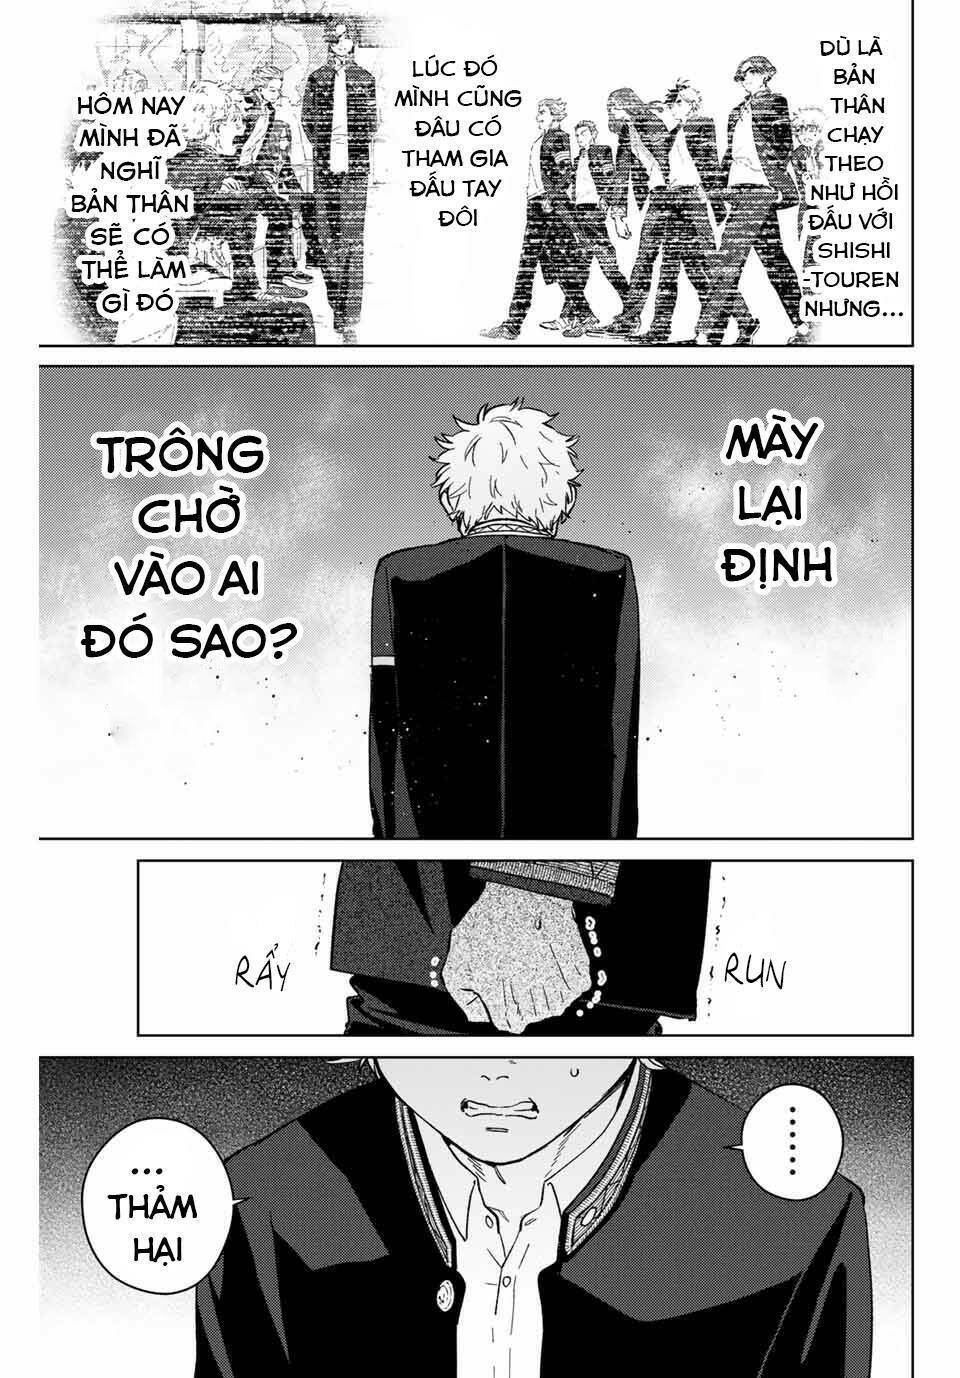 DÙ LÀ
BẢN
THÂN
CHẠY
THEO
NHƯ HỒI
ĐẤU VỚI
SHISHI
-TOUREN
NHƯNG...
LÚC ĐÓ
MÌNH CŨNG
ĐÂU CÓ
THAM GIA
ĐẤU TAY
ĐÔI
HÔM NAY
MÌNH ĐÃ
NGHĨ
BẢN THÂN
SẼ CÓ
THỂ LÀM
GÌ ĐÓ
MÀY
LẠI
ĐỊNH
TRÔNG
CHỜ
VÀO AI
ĐÓ SAO?
RUN
RẨY
......
...
THẢM
HẠI